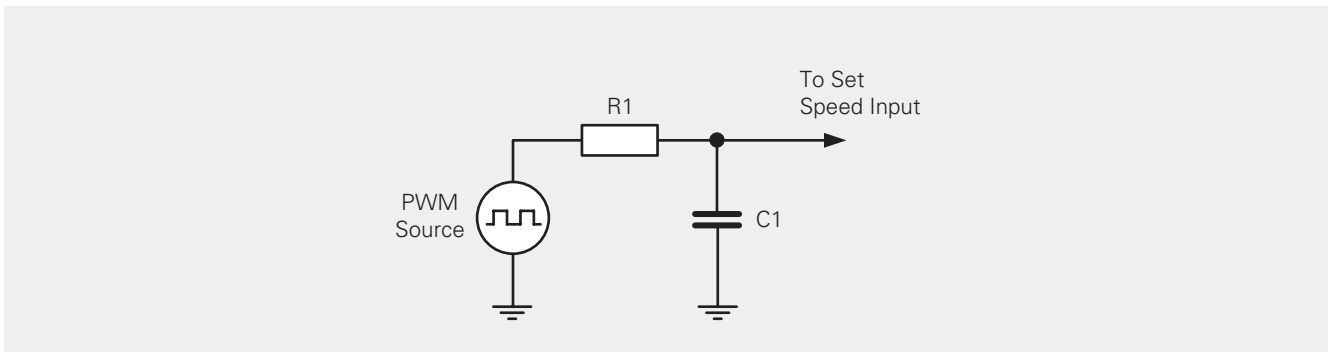 To Set
Speed Input
R1
PWM
Source
C1